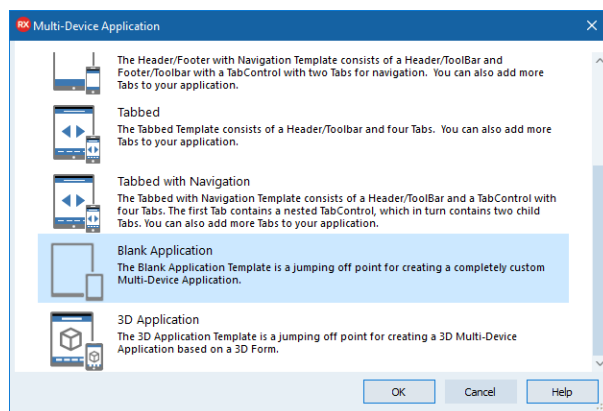 RX Multi-Device Application
The Header/Footer with Navigation Template consists of a Header/ToolBar and
Footer/Toolbar with a TabControl with two Tabs for navigation. You can also add more
Tabs to your application.
Tabbed
The Tabbed Template consists of a Header/Toolbar and four Tabs. You can also add more
Tabs to your application.
Tabbed with Navigation
The Tabbed with Navigation Template consists of a Header/ToolBar and a TabControl with
four Tabs. The first Tab contains a nested TabControl, which in turn contains two child
Tabs. You can also add more Tabs to your application.
Blank Application
The Blank Application Template is a jumping off point for creating a completely custom
Multi-Device Application.
3D Application
The 3D Application Template is a jumping off point for creating a 3D Multi-Device
Application based on a 3D Form.
OK Cancel Help